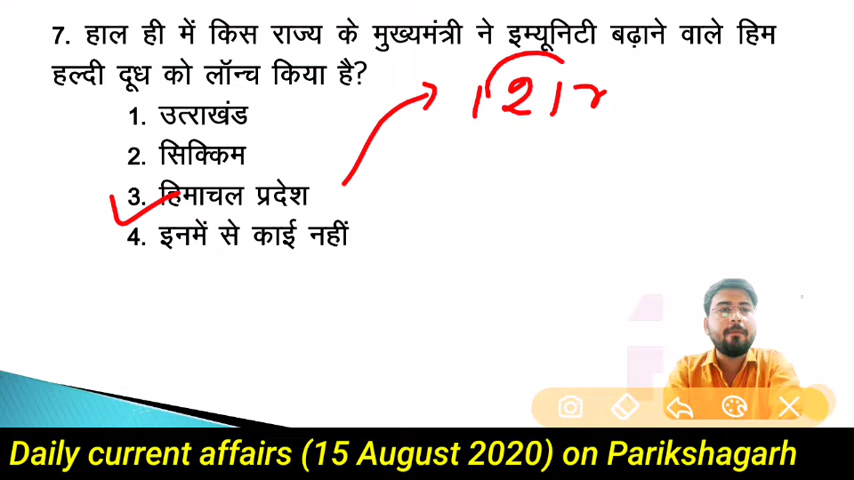 7. हाल ही में किस राज्य के मुख्यमंत्री ने इम्यूनिटी बढ़ाने वाले हिम
हल्दी दूध को लॉन्च किया है?
1. उत्राखंड
2. सिक्किम
3. हिमाचल प्रदेश
4. इनमें से काई नहीं
Daily current affairs (15 August 2020) on Parikshagarh